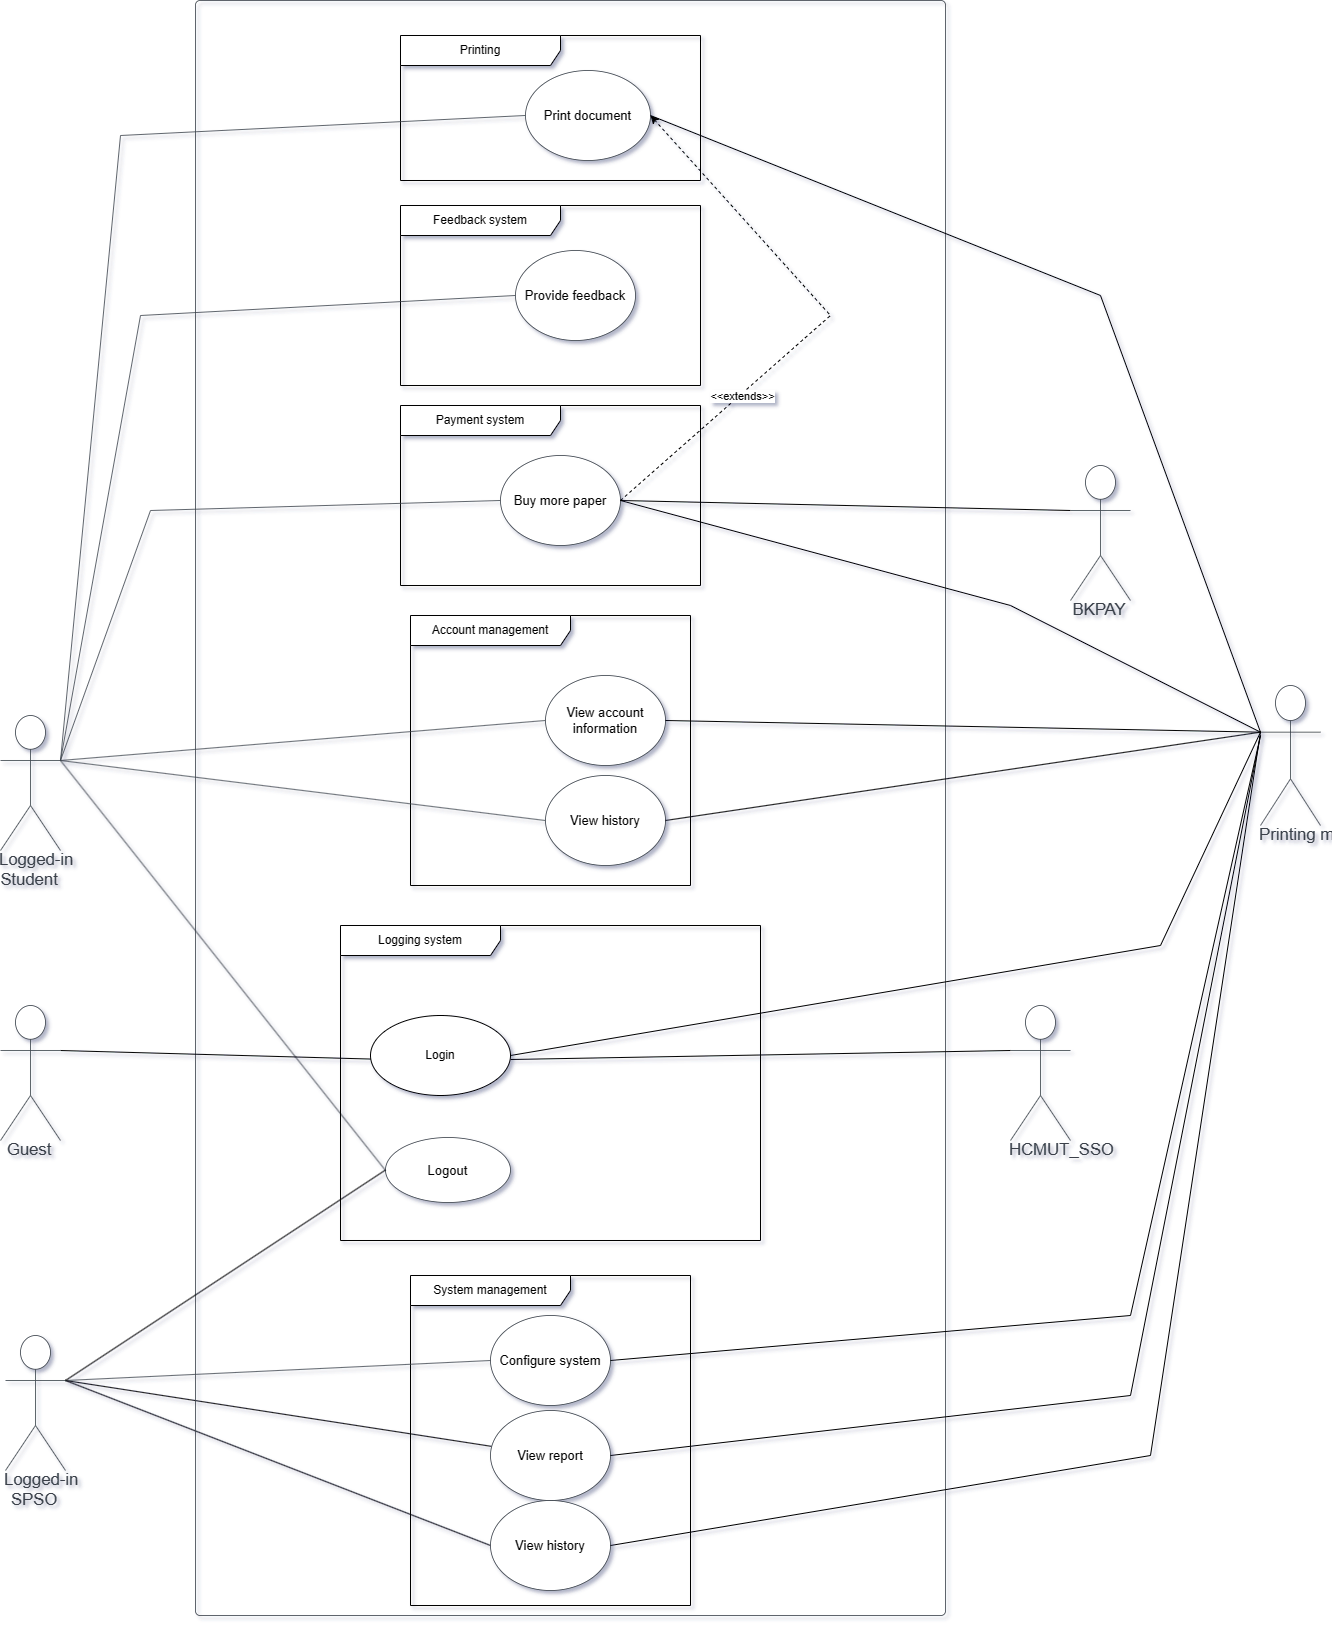 Printing
Print document
Feedback system
Provide feedback
<<extends>>
Payment system
Buy more paper
BKPAY
Account management
View account
information
View history
Logged-in
Student
Printing m
Logging system
Login
Guest
HCMUT_SSO
Logout
System management
Configure system
View report
Logged-in
SPSO
View history